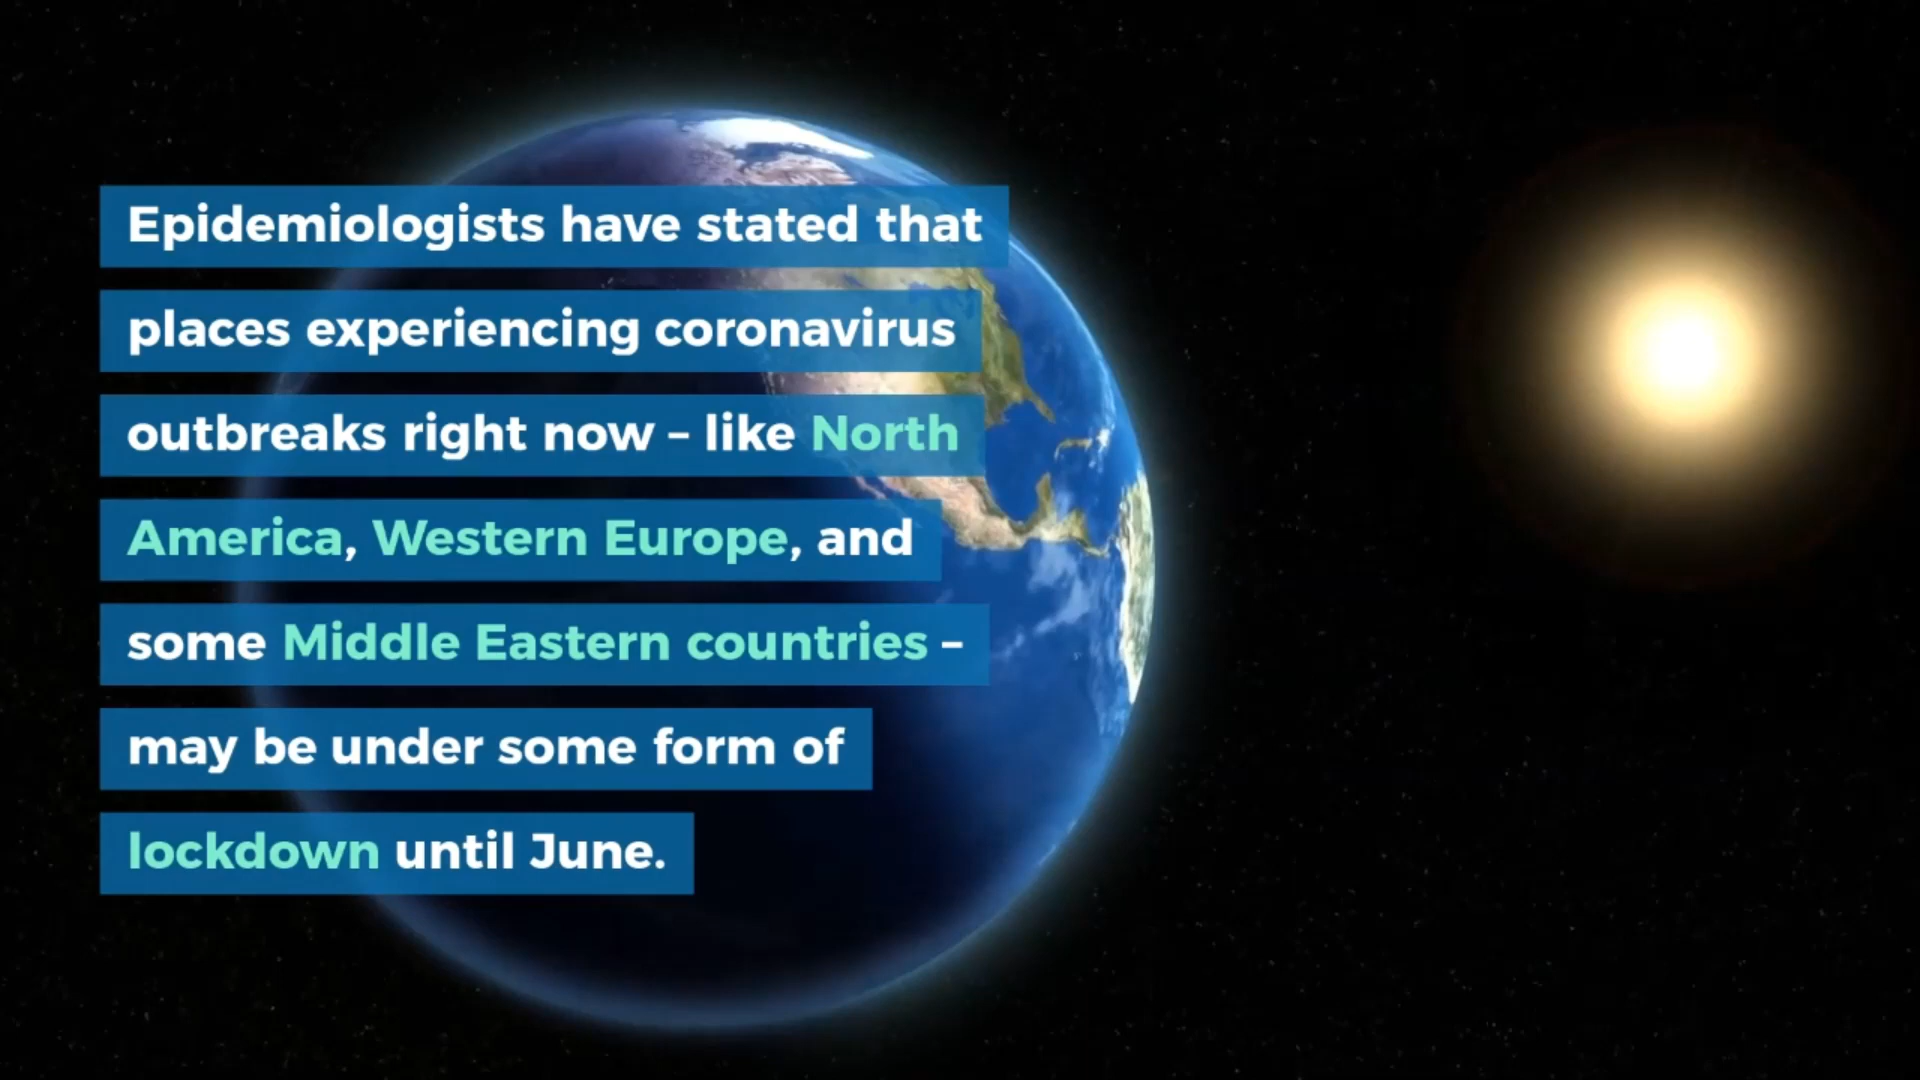 Epidemiologists have stated that
places experiencing coronavirus
outbreaks right now – like North
America, Western Europe, and
some Middle Eastern countries –
may be under some form of
lockdown until June.